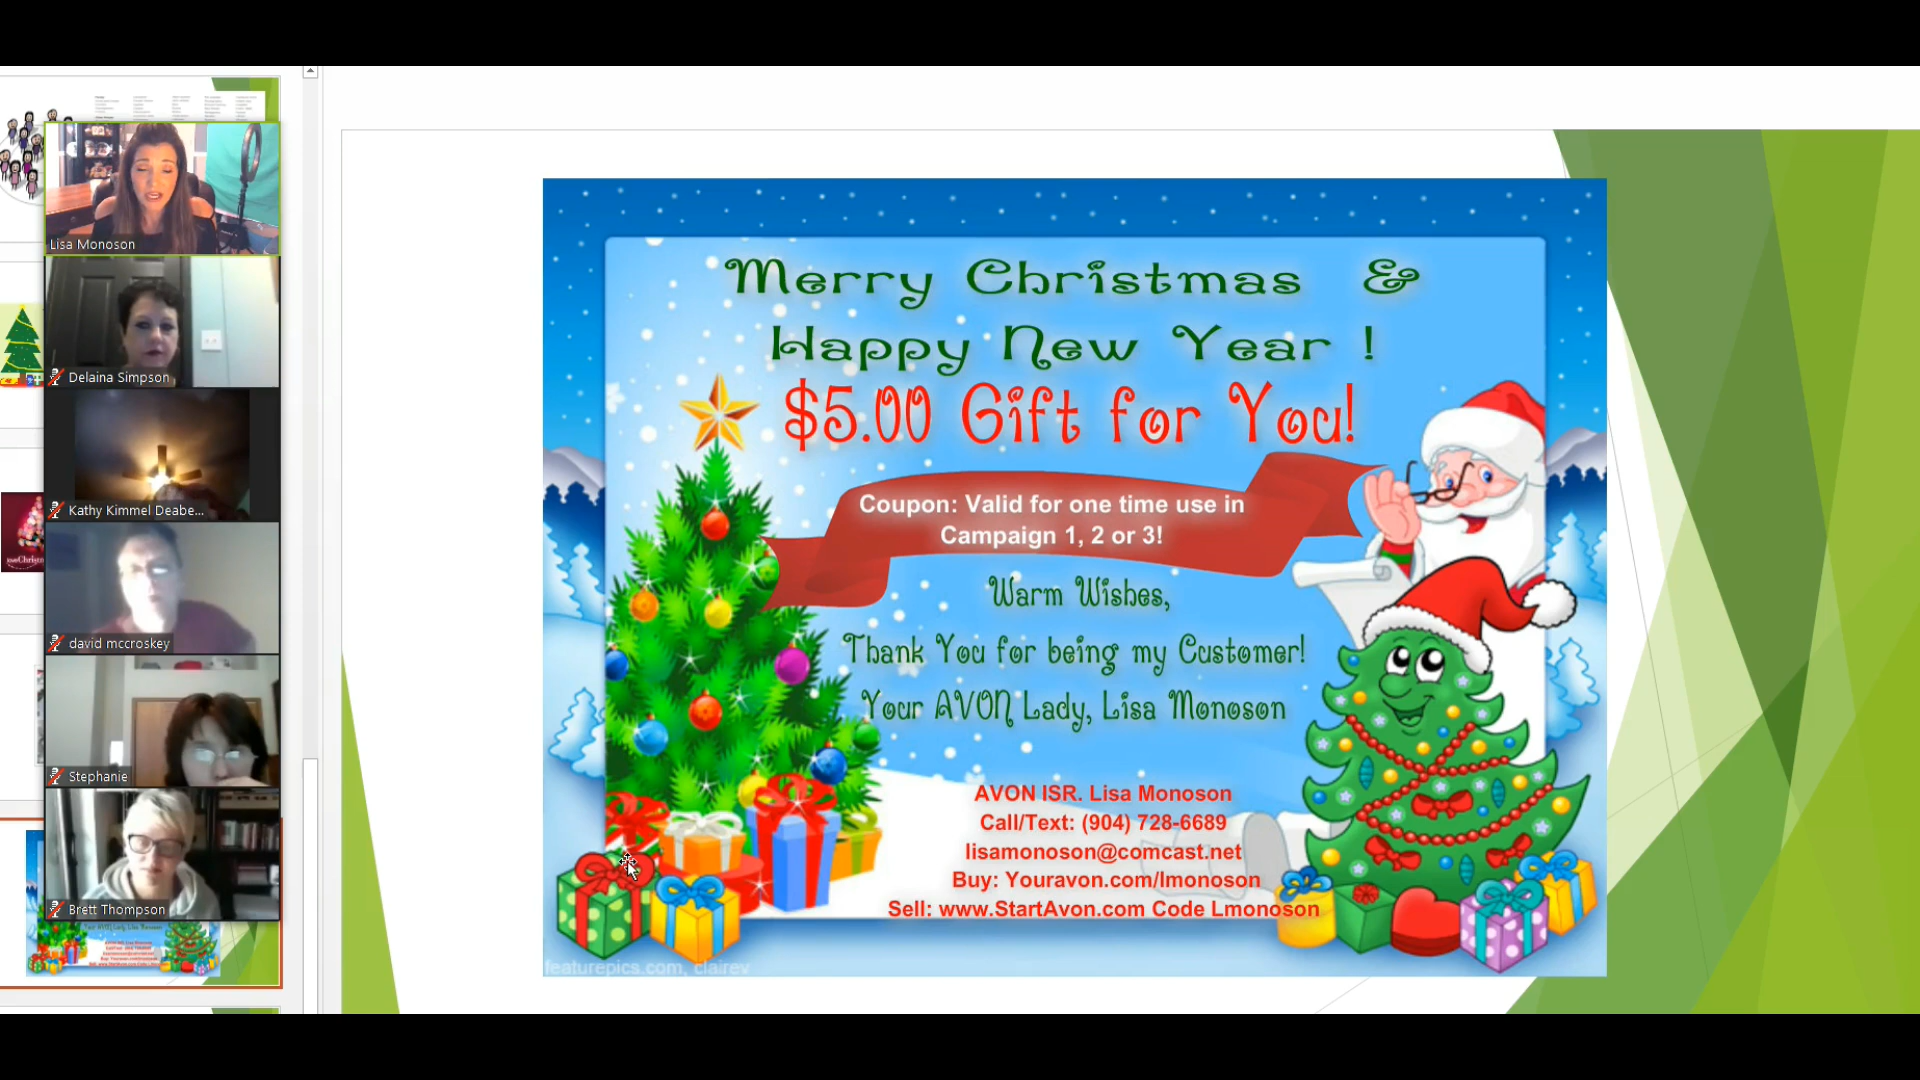 Lisa Monoson
Delaina Simpson
Kathy Kimmel Deabe...
david mccroskey
Stephanie
Brett Thompson
Merry Christmas &
Happy New Year !
$5.00 Gift for You!
Coupon: Valid for one time use in
Campaign 1, 2 or 3!
Warm Wishes,
Thank You for being my Customer!
Your AVON Lady, Lisa Monoson
AVON ISR. Lisa Monoson
Call/Text: (904) 728-6689
lisamonoson@comcast.net
Buy: Youravon.com/lmonoson
Sell: www.StartAvon.com Code Lmonoson
featurepics.com, clairev